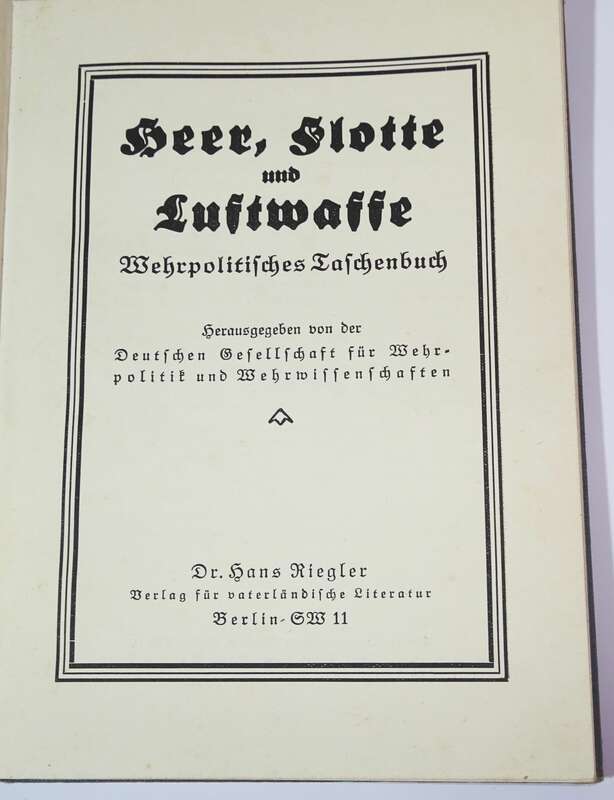 Heer, Flotte
und
Luftwaffe
Wehrpolitisches Taschenbuch
Herausgegeben von der
Deutschen Gesellschaft für Wehr-
politik und Wehrwissenschaften
Dr. Hans Riegler
Verlag für vaterländische Literatur
Berlin-SW 11